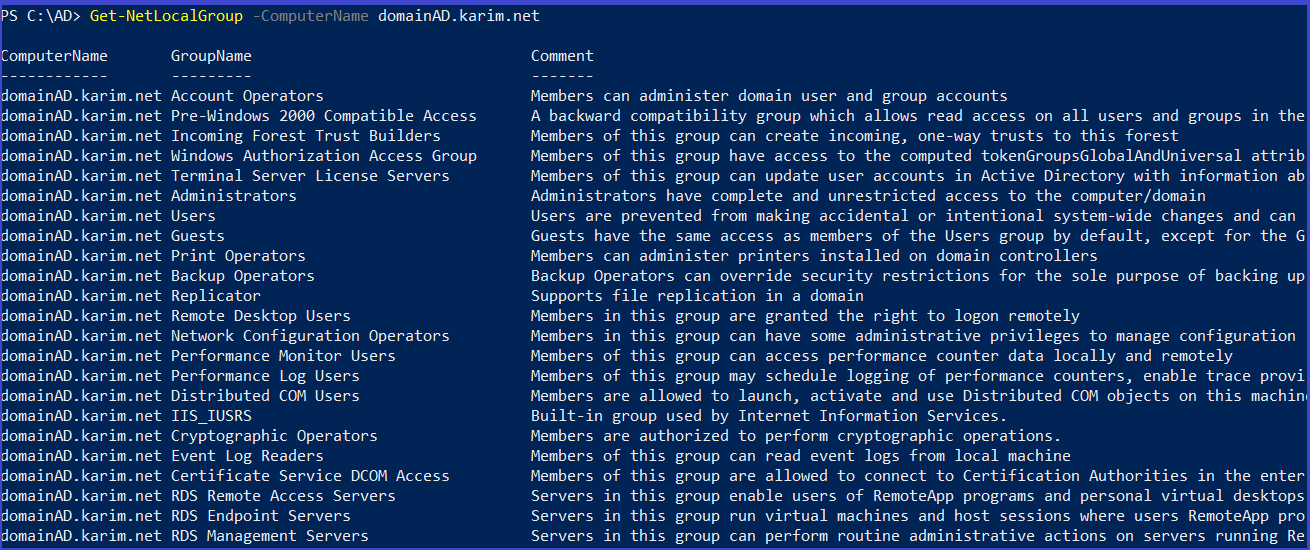 PS C:\AD> Get-NetLocalGroup -ComputerName domainAD.karim.net
ComputerName GroupName Comment
------------ --------- -------
domainAD.karim.net Account Operators Members can administer domain user and group accounts
domainAD.karim.net Pre-Windows 2000 Compatible Access A backward compatibility group which allows read access on all users and groups in the
domainAD.karim.net Incoming Forest Trust Builders Members of this group can create incoming, one-way trusts to this forest
domainAD.karim.net Windows Authorization Access Group Members of this group have access to the computed tokenGroupsGlobalAndUniversal attrib
domainAD.karim.net Terminal Server License Servers Members of this group can update user accounts in Active Directory with information ab
domainAD.karim.net Administrators Administrators have complete and unrestricted access to the computer/domain
domainAD.karim.net Users Users are prevented from making accidental or intentional system-wide changes and can
domainAD.karim.net Guests Guests have the same access as members of the Users group by default, except for the G
domainAD.karim.net Print Operators Members can administer printers installed on domain controllers
domainAD.karim.net Backup Operators Backup Operators can override security restrictions for the sole purpose of backing up
domainAD.karim.net Replicator Supports file replication in a domain
domainAD.karim.net Remote Desktop Users Members in this group are granted the right to logon remotely
domainAD.karim.net Network Configuration Operators Members in this group can have some administrative privileges to manage configuration
domainAD.karim.net Performance Monitor Users Members of this group can access performance counter data locally and remotely
domainAD.karim.net Performance Log Users Members of this group may schedule logging of performance counters, enable trace provi
domainAD.karim.net Distributed COM Users Members are allowed to launch, activate and use Distributed COM objects on this machin
domainAD.karim.net IIS_IUSRS Built-in group used by Internet Information Services.
domainAD.karim.net Cryptographic Operators Members are authorized to perform cryptographic operations.
domainAD.karim.net Event Log Readers Members of this group can read event logs from local machine
domainAD.karim.net Certificate Service DCOM Access Members of this group are allowed to connect to Certification Authorities in the enter
domainAD.karim.net RDS Remote Access Servers Servers in this group enable users of RemoteApp programs and personal virtual desktops
domainAD.karim.net RDS Endpoint Servers Servers in this group run virtual machines and host sessions where users RemoteApp pro
domainAD.karim.net RDS Management Servers Servers in this group can perform routine administrative actions on servers running Re